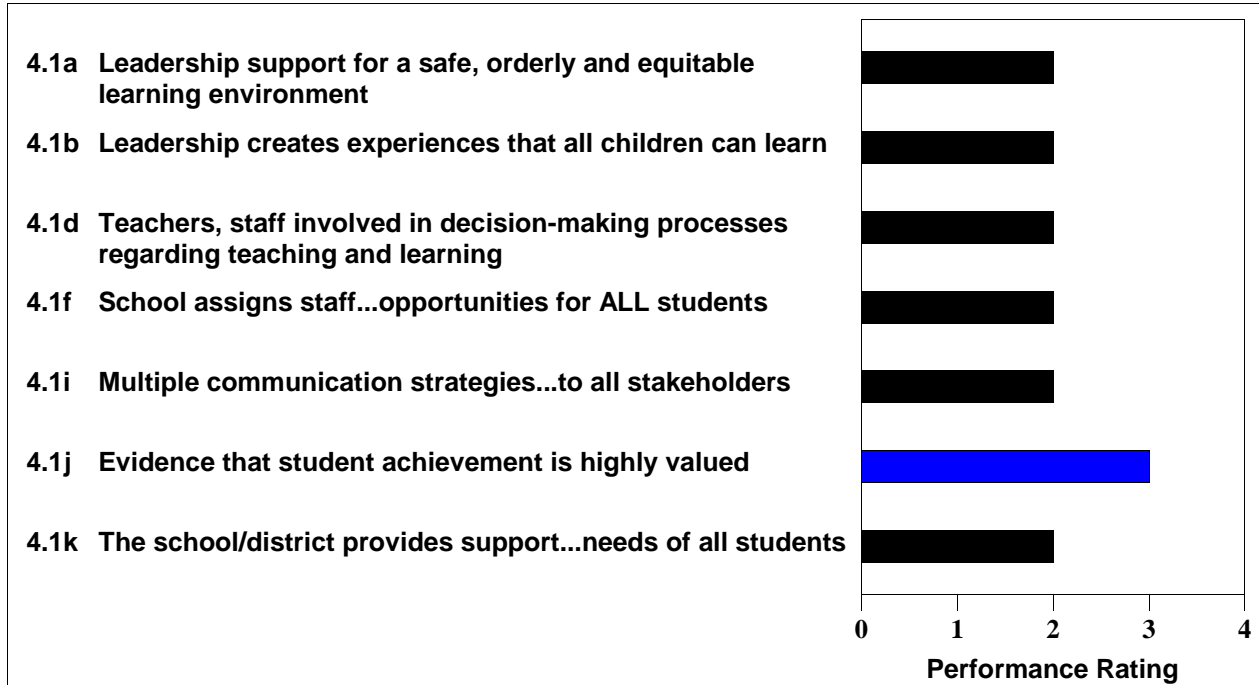 4.1a Leadership support for a safe, orderly and equitable
learning environment
4.1b Leadership creates experiences that all children can learn
4.1d Teachers, staff involved in decision-making processes
regarding teaching and learning
4.1f School assigns staff...opportunities for ALL students
4.1i Multiple communication strategies...to all stakeholders
4.1j Evidence that student achievement is highly valued
4.1k The school/district provides support...needs of all students
0 1 2 3 4
Performance Rating